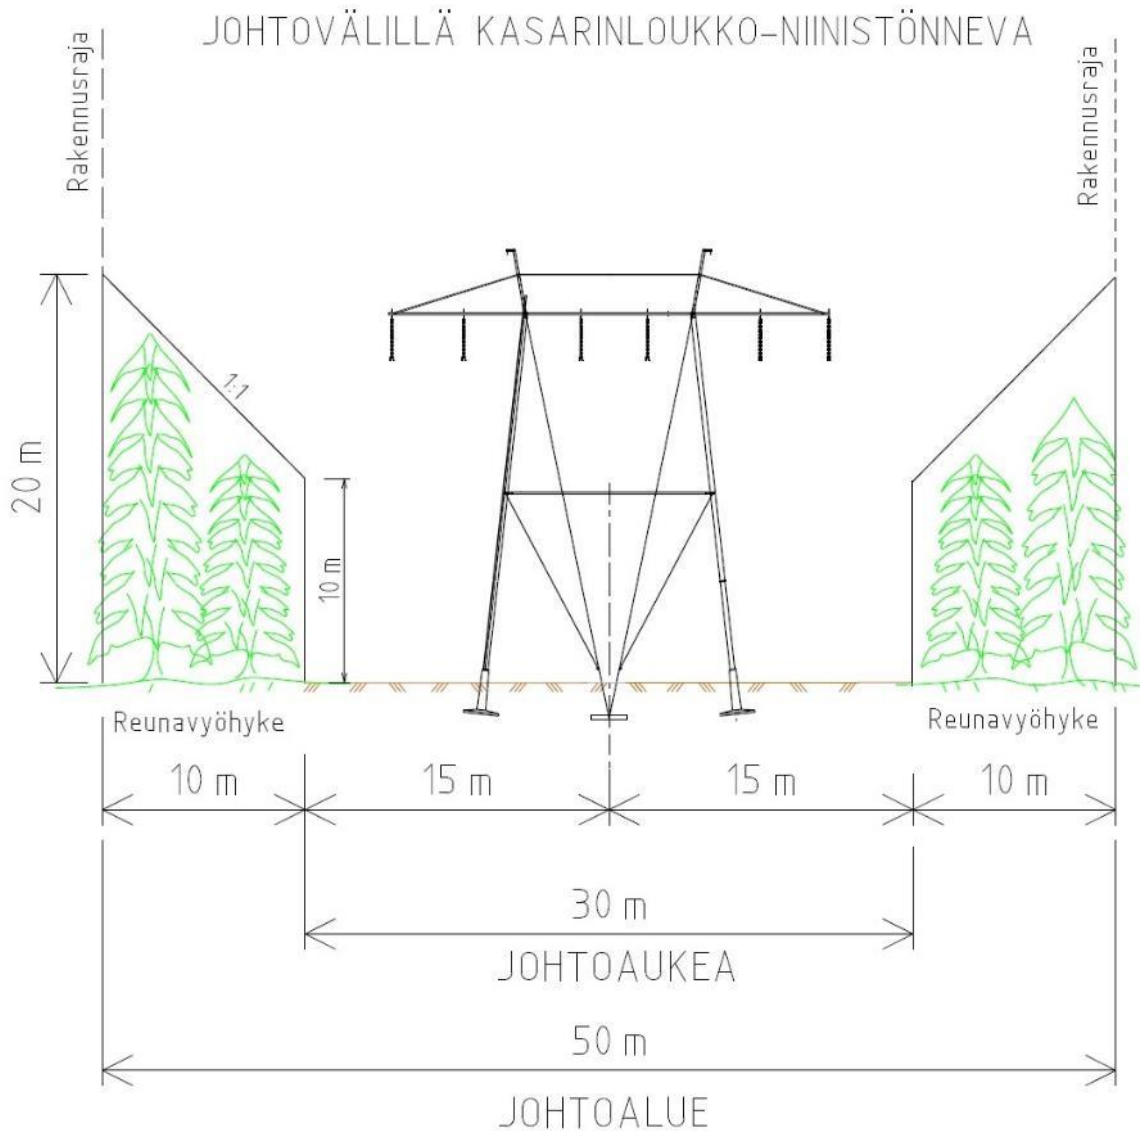 JOHTOVÄLILLÄ KASARINLOUKKO-NIINISTÖNNEVA
Rakennusraja
Rakennusraja
1:1
20 m
10 m
Reunavyöhyke
Reunavyöhyke
10 m
15 m
15 m
10 m
30 m
JOHTOAUKEA
50 m
JOHTOALUE